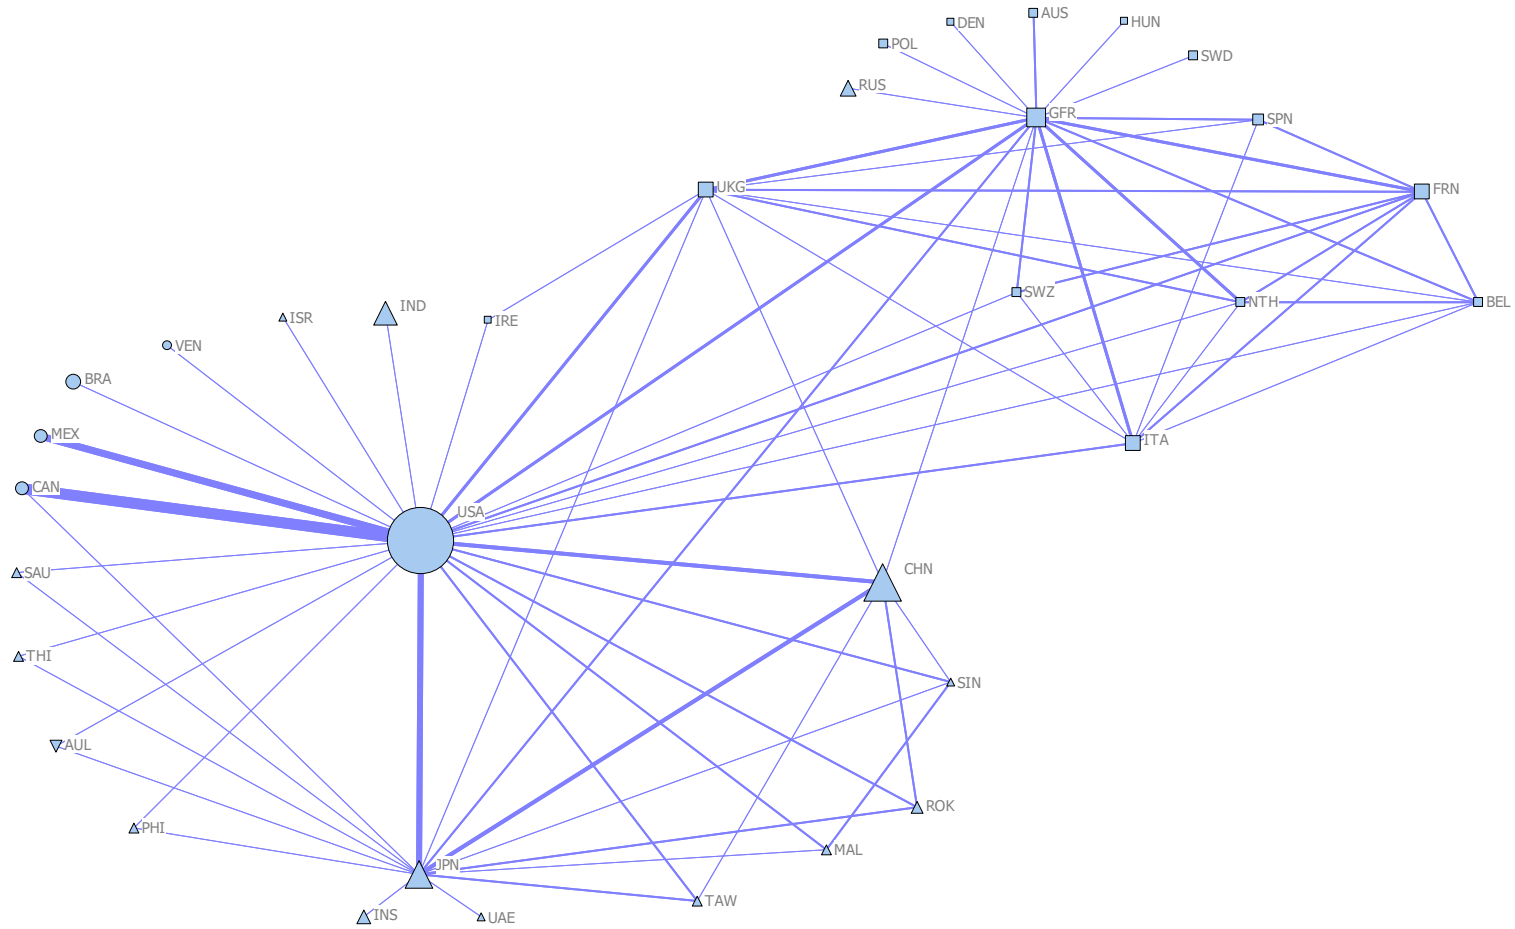 AUS
DEN
HUN
POL
SWD
RUS
GFR
SPN
UKG
FRN
SWZ
NTH
BEL
IND
ISR
IRE
VEN
BRA
MEX
ITA
CAN
USA
CHN
SAU
THI
SIN
AUL
ROK
PHI
MAL
JPN
TAW
INS
UAE